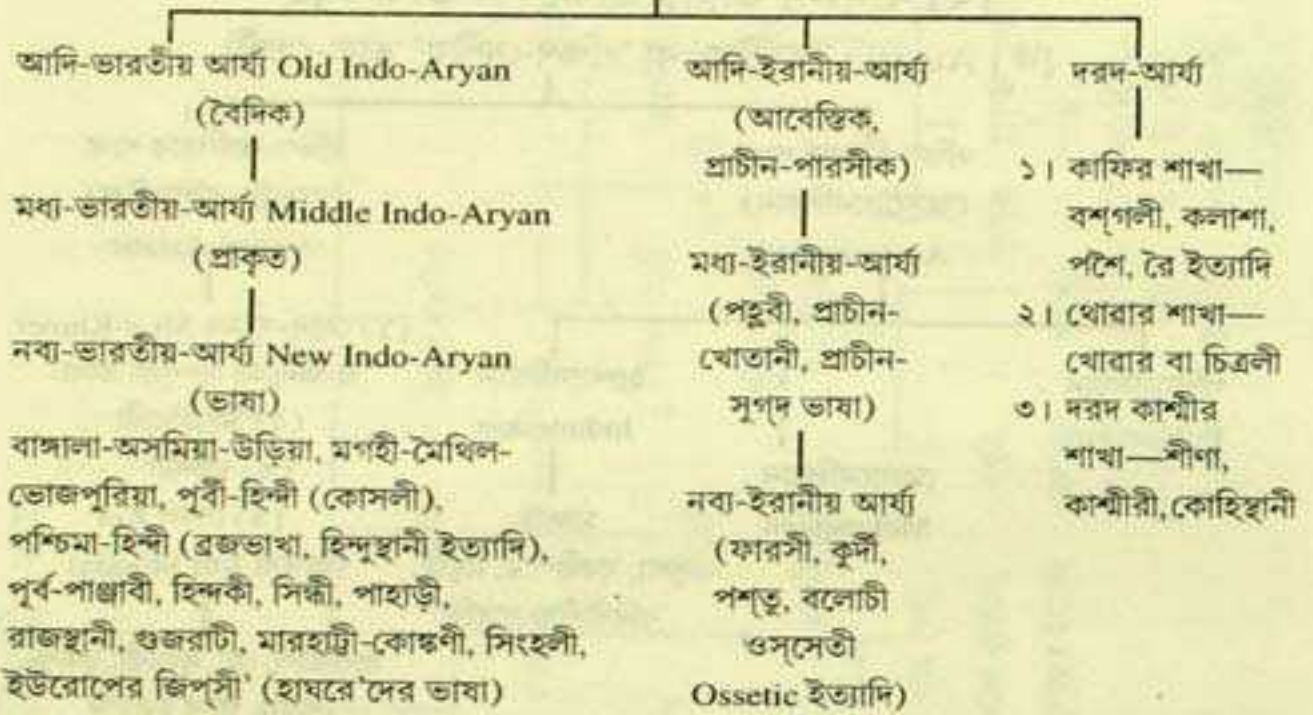 আদি-ভারতীয় আর্য্য Old Indo-Aryan
(বৈদিক)
মধ্য-ভারতীয়-আর্য্য Middle Indo-Aryan
(প্রাকৃত)
নব্য-ভারতীয়-আর্য্য New Indo-Aryan
(ভাষা)
বাঙ্গালা-অসমিয়া-উড়িয়া, মগহী-মৈথিল-
ভোজপুরিয়া, পূর্বী-হিন্দী (কোসলী),
পশ্চিমা-হিন্দী (ব্রজভাখা, হিন্দুস্থানী ইত্যাদি),
পূর্ব-পাঞ্জাবী, হিন্দকী, সিন্ধী, পাহাড়ী,
রাজস্থানী, গুজরাটী, মারহাট্টী-কোঙ্কণী, সিংহলী,
ইউরোপের জিপ্‌সী' (হাঘরে'দের ভাষা)
আদি-ইরানীয়-আর্য্য
(আবেস্তিক,
প্রাচীন-পারসীক)
মধ্য-ইরানীয়-আর্য্য
(পহ্লবী, প্রাচীন-
খোতানী, প্রাচীন-
সুগ্‌দ ভাষা)
নব্য-ইরানীয় আর্য্য
(ফারসী, কুর্দী,
পশ্‌তু, বলোচী
ওস্‌সেতী
Ossetic ইত্যাদি)
দরদ-আর্য্য
১। কাফির শাখা—
বশ্‌গলী, কলাশা,
পশৈ, রৈ ইত্যাদি
২। খোৱার শাখা—
খোৱার বা চিত্রলী
৩। দরদ কাশ্মীর
শাখা—শীণা,
কাশ্মীরী,কোহিস্থানী